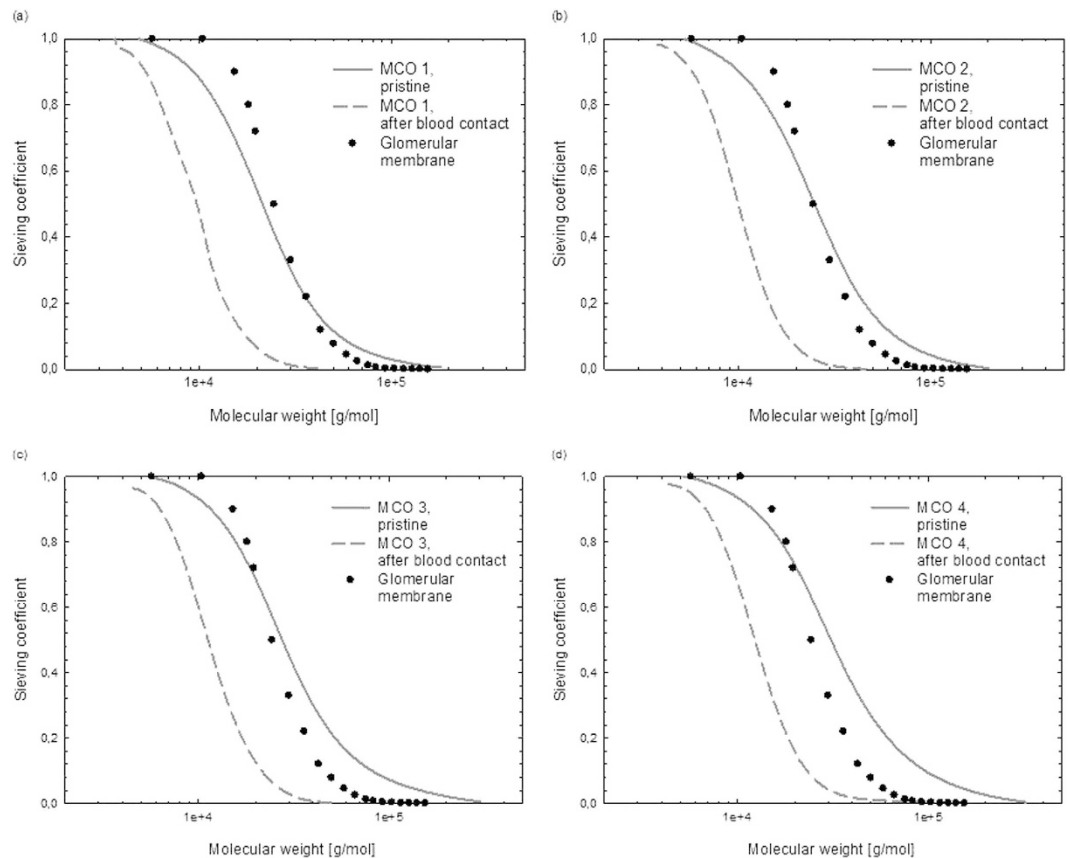 (a)
1,0
0,8
0,6
0,4
0,2
0,0
Sieving coefficient
MCO 1,
pristine
MCO 1,
after blood contact
Glomerular
membrane
1e+4
1e+5
Molecular weight [g/mol]
(b)
1,0
0,8
0,6
0,4
0,2
0,0
Sieving coefficient
MCO 2,
pristine
MCO 2,
after blood contact
Glomerular
membrane
1e+4
1e+5
Molecular weight [g/mol]
(c)
1,0
0,8
0,6
0,4
0,2
0,0
Sieving coefficient
MCO 3,
pristine
MCO 3,
after blood contact
Glomerular
membrane
1e+4
1e+5
Molecular weight [g/mol]
(d)
1,0
0,8
0,6
0,4
0,2
0,0
Sieving coefficient
MCO 4,
pristine
MCO 4,
after blood contact
Glomerular
membrane
1e+4
1e+5
Molecular weight [g/mol]